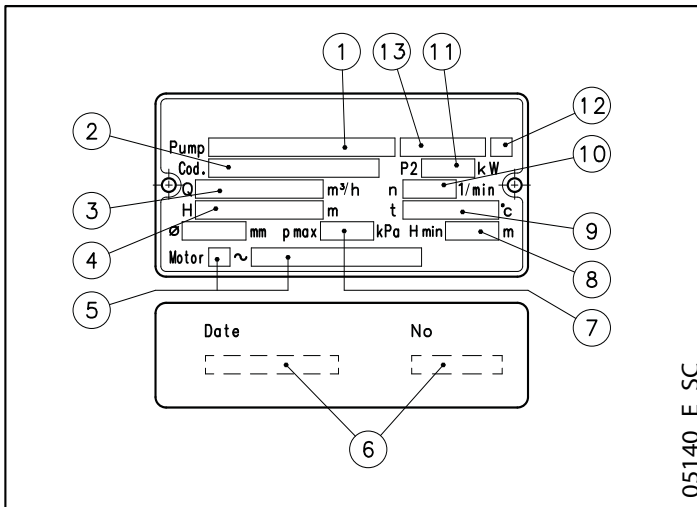 1 13 11
2 12
Pump
Cod. P2 kW
10
3 Q m³/h n 1/min
H m t °c
9
ø mm p max kPa H min m
4 8
Motor ~
5 7
Date No
6
05140_E_SC